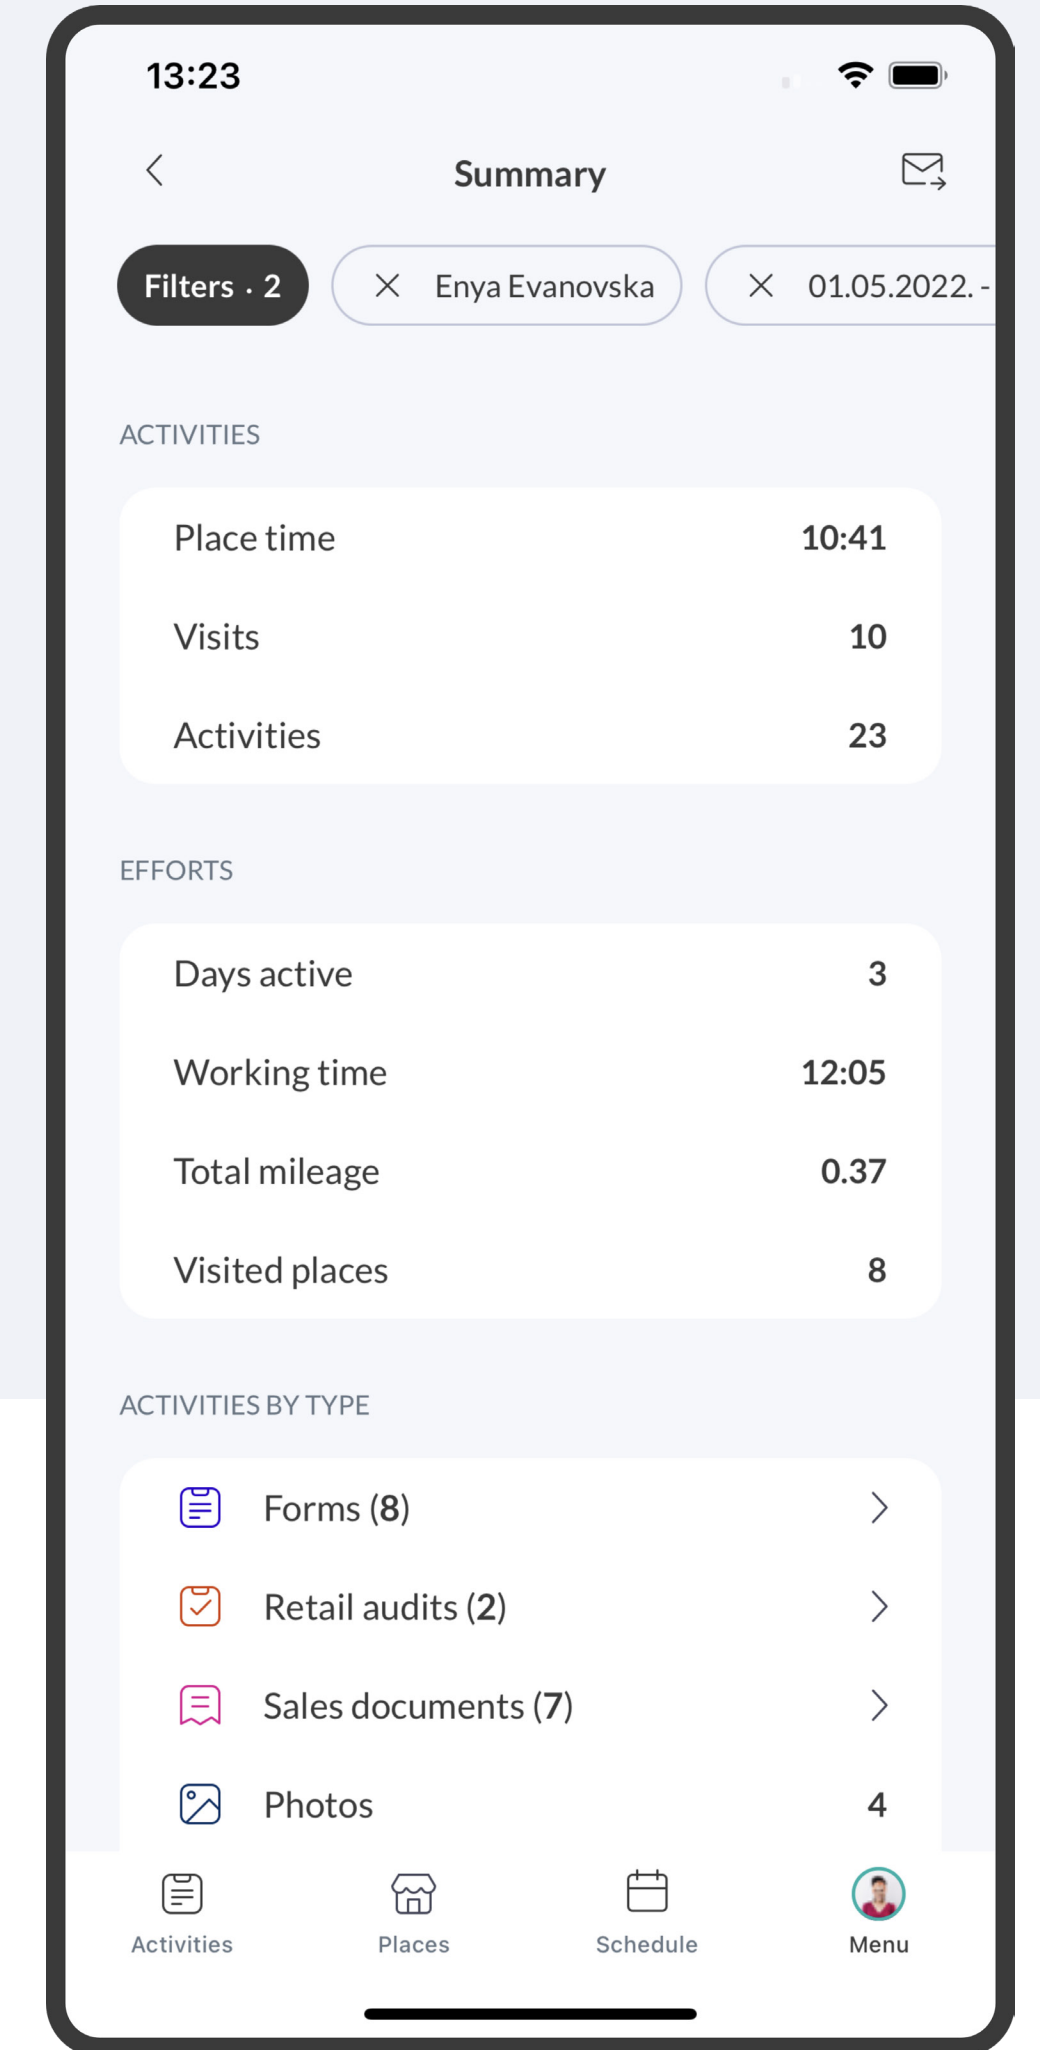 13:23
Summary
Filters · 2
Enya Evanovska
01.05.2022. -
ACTIVITIES
Place time 10:41
Visits 10
Activities 23
EFFORTS
Days active 3
Working time 12:05
Total mileage 0.37
Visited places 8
ACTIVITIES BY TYPE
Forms (8)
Retail audits (2)
Sales documents (7)
Photos 4
Activities Places Schedule Menu